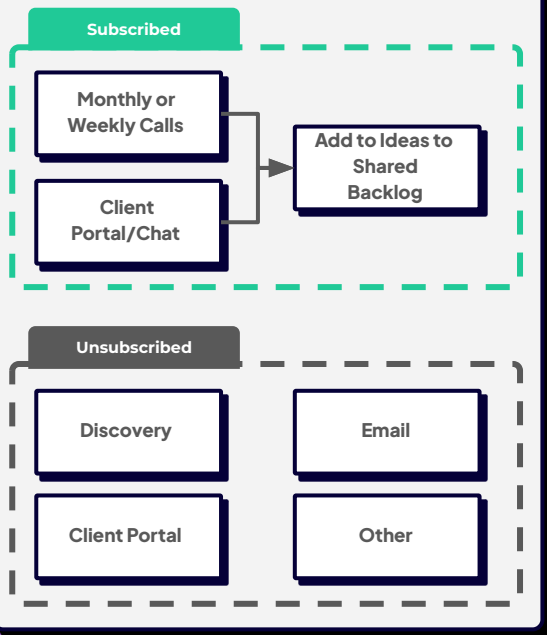 Subscribed
Monthly or
Weekly Calls
Add to Ideas to
Shared
Backlog
Client
Portal/Chat
Unsubscribed
Discovery
Email
Client Portal
Other